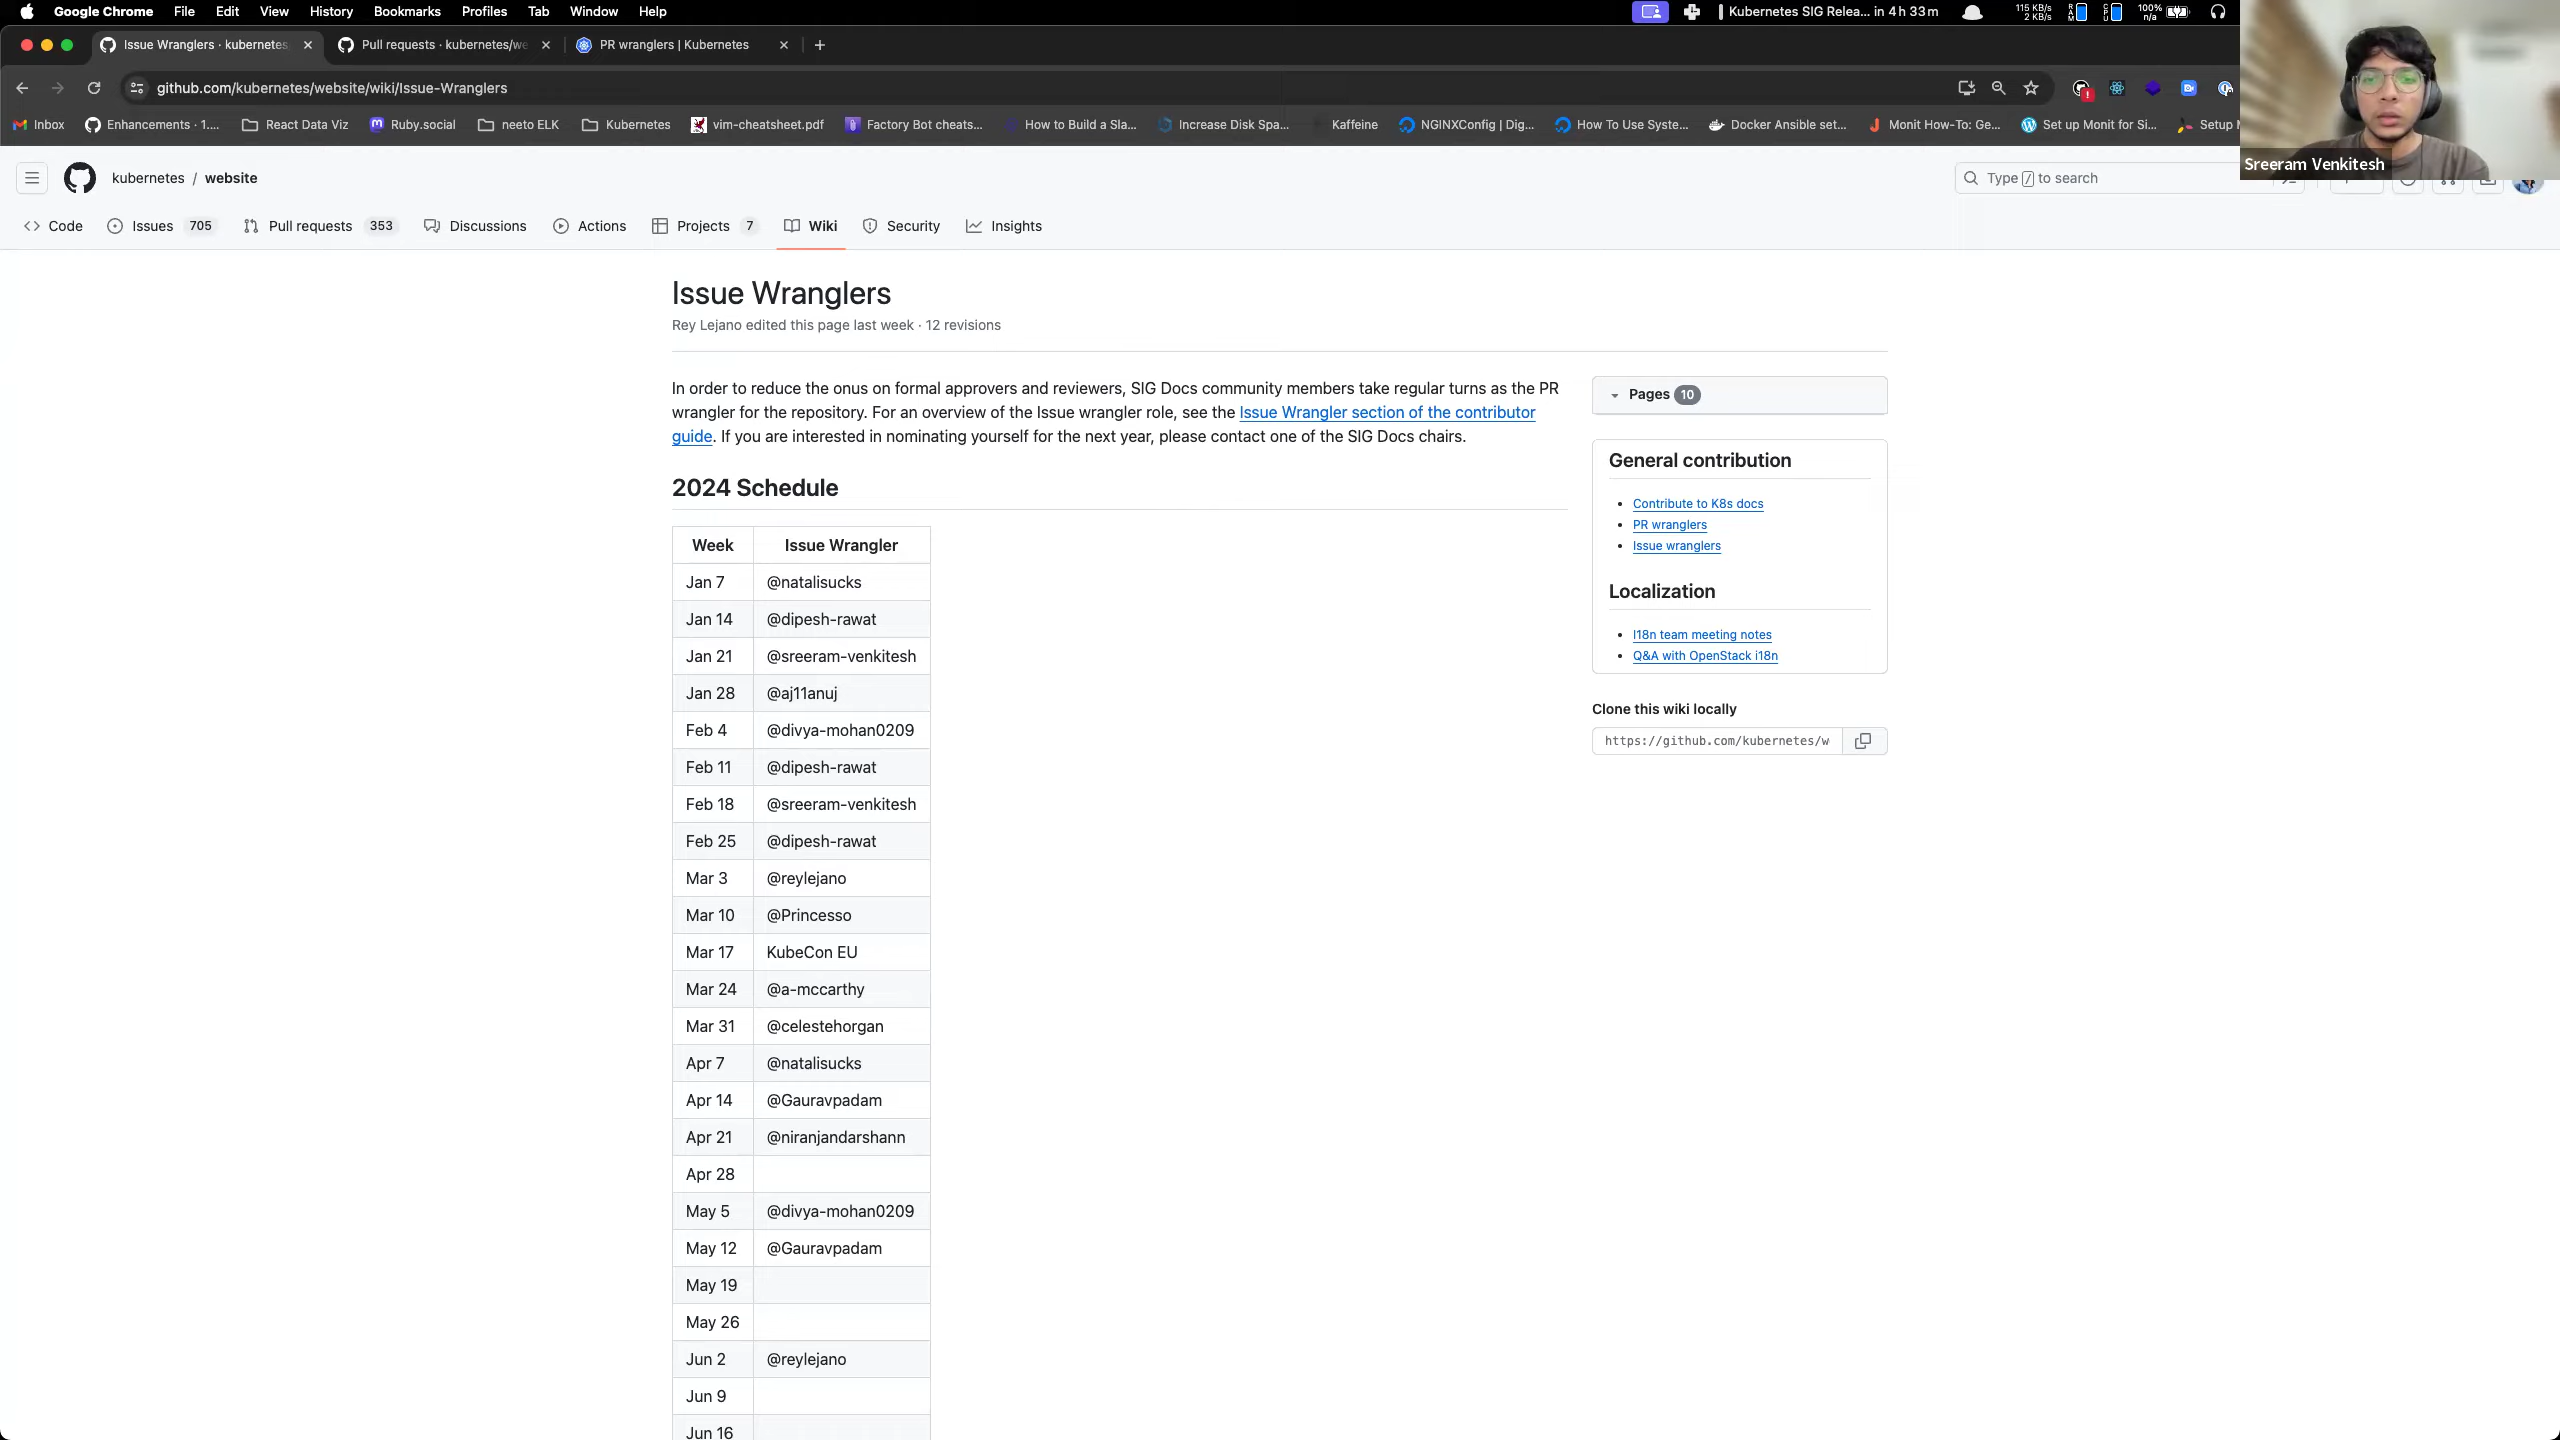 Google Chrome File Edit View History Bookmarks Profiles Tab Window Help
Kubernetes SIG Relea... in 4 h 33 m
115 KB/s
2 KB/s
RAM
CPU
100%
n/a
Issue Wranglers · kubernetes
Pull requests · kubernetes/we
PR wranglers | Kubernetes
github.com/kubernetes/website/wiki/Issue-Wranglers
Inbox
Enhancements · 1....
React Data Viz
Ruby.social
neeto ELK
Kubernetes
vim-cheatsheet.pdf
Factory Bot cheats...
How to Build a Sla...
Increase Disk Spa...
Kaffeine
NGINXConfig | Dig...
How To Use Syste...
Docker Ansible set...
Monit How-To: Ge...
Set up Monit for Si...
Setup
Sreeram Venkitesh
kubernetes / website
Type / to search
Code
Issues 705
Pull requests 353
Discussions
Actions
Projects 7
Wiki
Security
Insights
Issue Wranglers
Rey Lejano edited this page last week · 12 revisions
In order to reduce the onus on formal approvers and reviewers, SIG Docs community members take regular turns as the PR
wrangler for the repository. For an overview of the Issue wrangler role, see the Issue Wrangler section of the contributor
guide. If you are interested in nominating yourself for the next year, please contact one of the SIG Docs chairs.
2024 Schedule
Week Issue Wrangler
Jan 7 @natalisucks
Jan 14 @dipesh-rawat
Jan 21 @sreeram-venkitesh
Jan 28 @aj11anuj
Feb 4 @divya-mohan0209
Feb 11 @dipesh-rawat
Feb 18 @sreeram-venkitesh
Feb 25 @dipesh-rawat
Mar 3 @reylejano
Mar 10 @Princesso
Mar 17 KubeCon EU
Mar 24 @a-mccarthy
Mar 31 @celestehorgan
Apr 7 @natalisucks
Apr 14 @Gauravpadam
Apr 21 @niranjandarshann
Apr 28
May 5 @divya-mohan0209
May 12 @Gauravpadam
May 19
May 26
Jun 2 @reylejano
Jun 9
Jun 16
Pages 10
General contribution
Contribute to K8s docs
PR wranglers
Issue wranglers
Localization
I18n team meeting notes
Q&A with OpenStack i18n
Clone this wiki locally
https://github.com/kubernetes/w